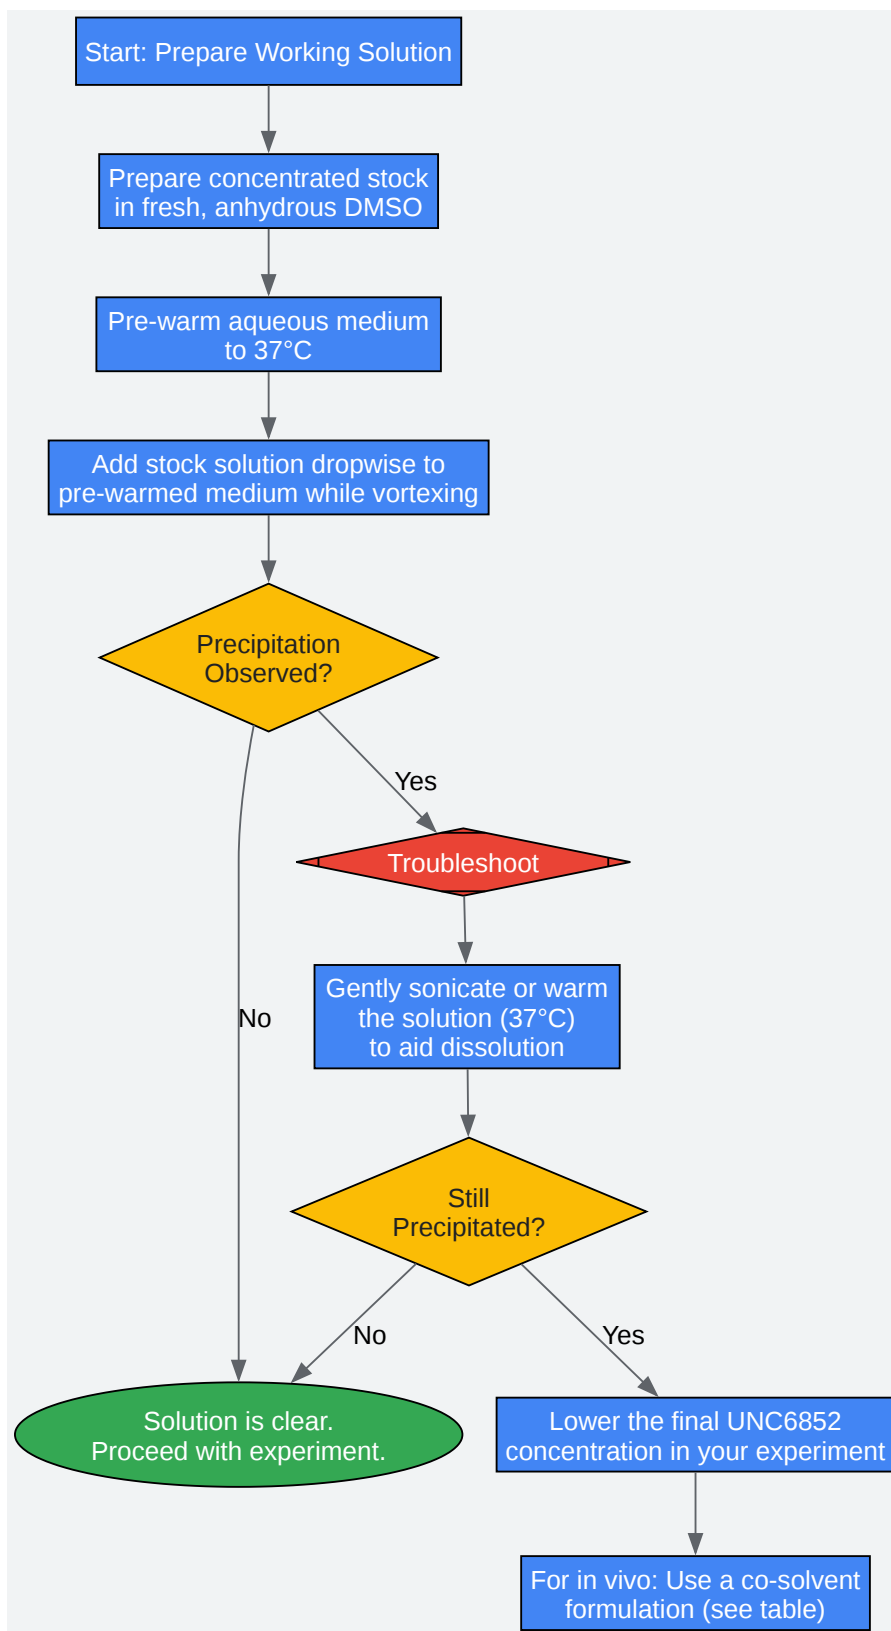 Start: Prepare Working Solution
Prepare concentrated stock
in fresh, anhydrous DMSO
Pre-warm aqueous medium
to 37°C
Add stock solution dropwise to
pre-warmed medium while vortexing
Precipitation
Observed?
Yes
Troubleshoot
Gently sonicate or warm
the solution (37°C)
to aid dissolution
No
Still
Precipitated?
No
Yes
Solution is clear.
Proceed with experiment.
Lower the final UNC6852
concentration in your experiment
For in vivo: Use a co-solvent
formulation (see table)